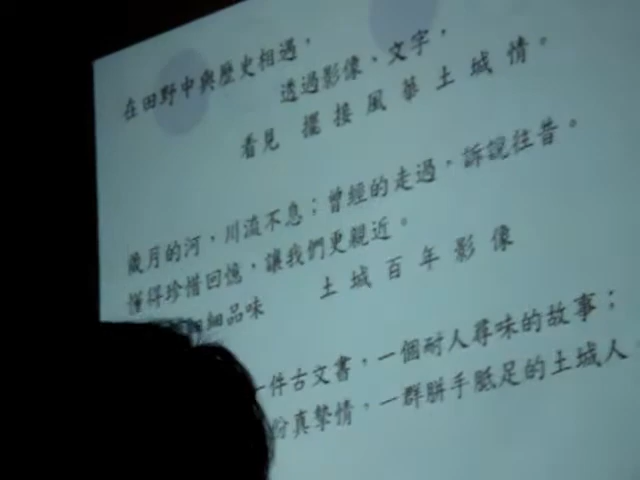 在田野中與歷史相遇，
透過影像、文字，
看見 擺接風華土城情。
歲月的河，川流不息；曾經的走過，訴說往昔。
懂得珍惜回憶，讓我們更親近。
細細品味 土城百年影像
一件古文書，一個耐人尋味的故事；
份真摯情，一群胼手胝足的土城人。